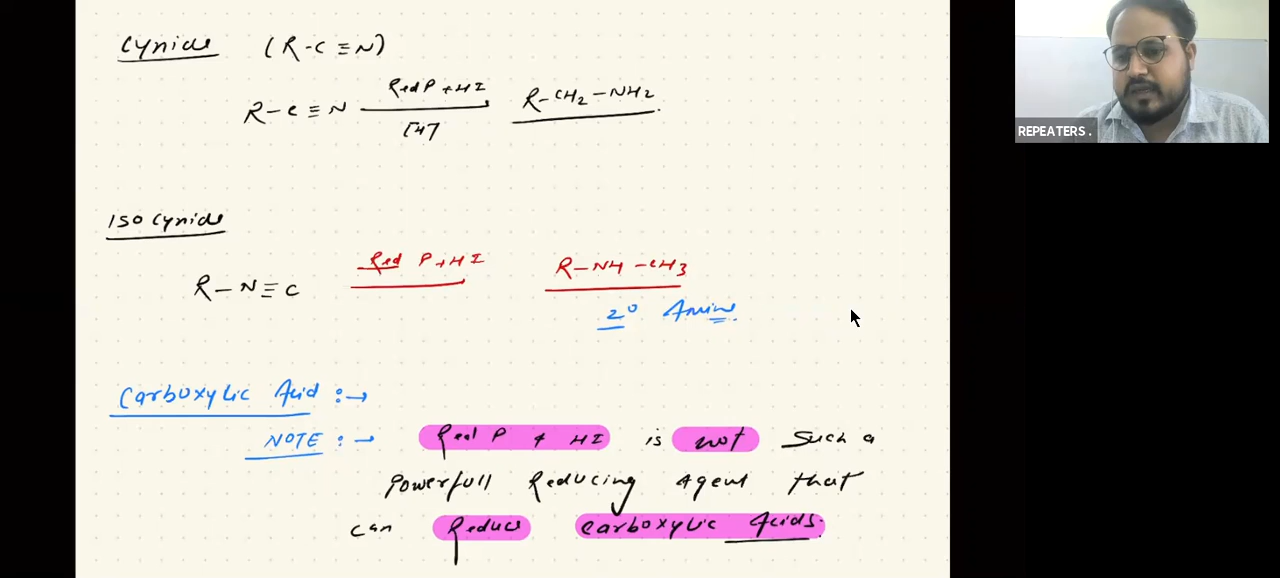 Cynide (R-C≡N)
R-C≡N Red P + HI [H] R-CH2-NH2.
REPEATERS .
Iso Cynide
R-N≡C Red P + HI R-NH-CH3
2° Amine.
Carboxylic Acid :→
NOTE :→ Red P + HI is not Such a
Powerfull Reducing Agent that
can Reduce Carboxylic Acids.